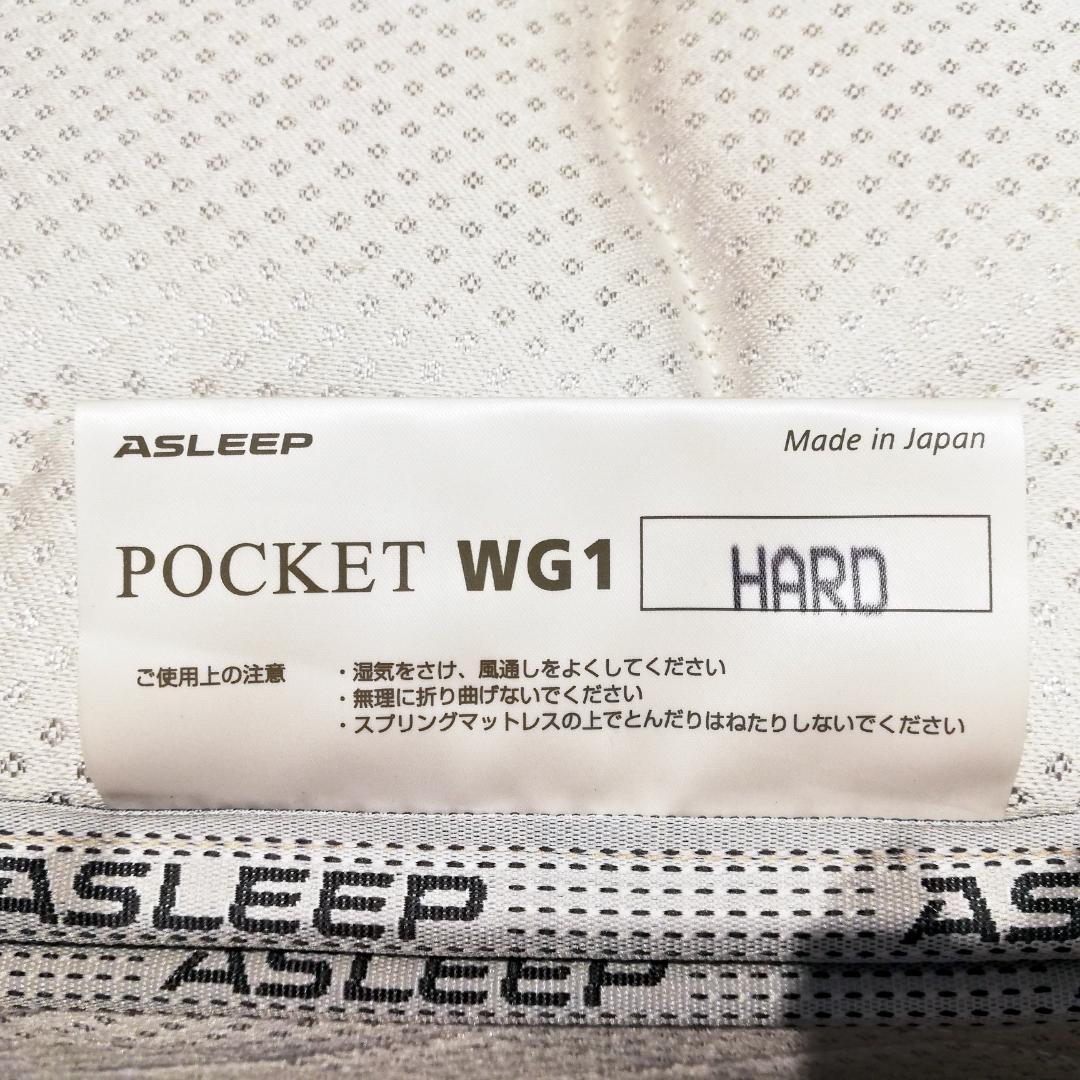 ASLEEP
Made in Japan
POCKET WG1 HARD
ご使用上の注意
・湿気をさけ、風通しをよくしてください
・無理に折り曲げないでください
・スプリングマットレスの上でとんだりはねたりしないでください
ASLEEP AS
ASLEEP